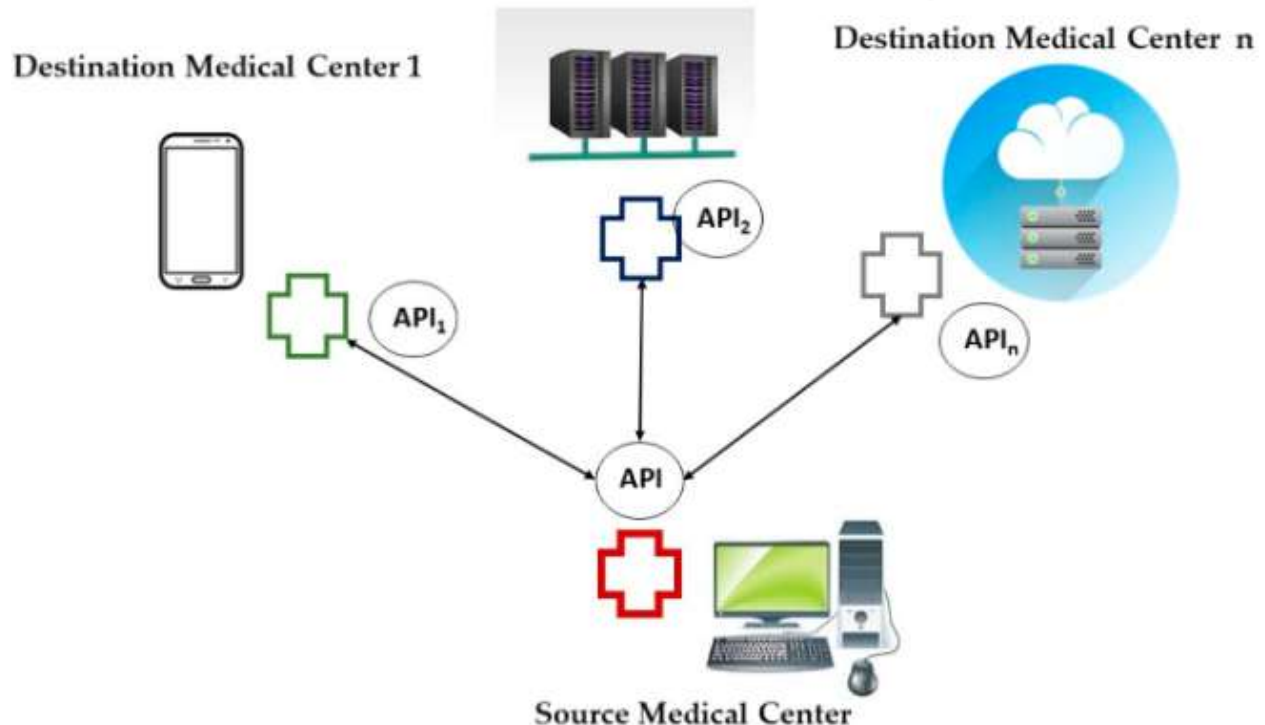 Destination Medical Center 1
Destination Medical Center n
API₂
API₁
APIₙ
API
Source Medical Center